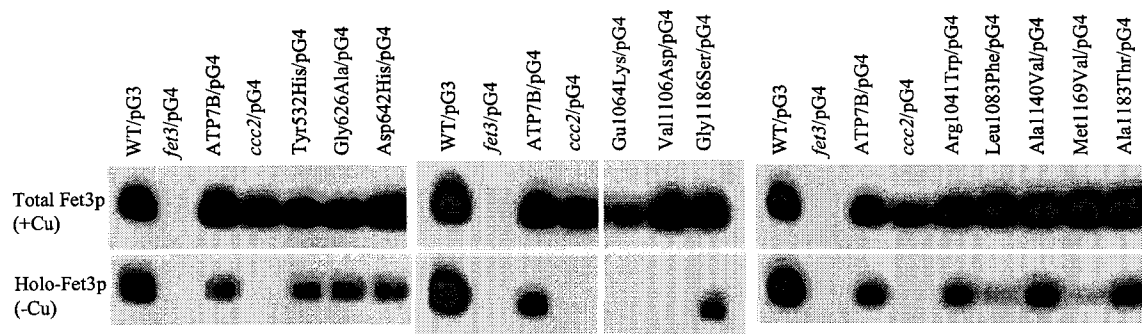 WT/pG3
fet3/pG4
ATP7B/pG4
ccc2/pG4
Tyr532His/pG4
Gly626Ala/pG4
Asp642His/pG4
WT/pG3
fet3/pG4
ATP7B/pG4
ccc2/pG4
Gu1064Lys/pG4
Val1106Asp/pG4
Gly1186Ser/pG4
WT/pG3
fet3/pG4
ATP7B/pG4
ccc2/pG4
Arg1041Trp/pG4
Leu1083Phe/pG4
Ala1140Val/pG4
Met1169Val/pG4
Ala1183Thr/pG4
Total Fet3p
(+Cu)
Holo-Fet3p
(-Cu)